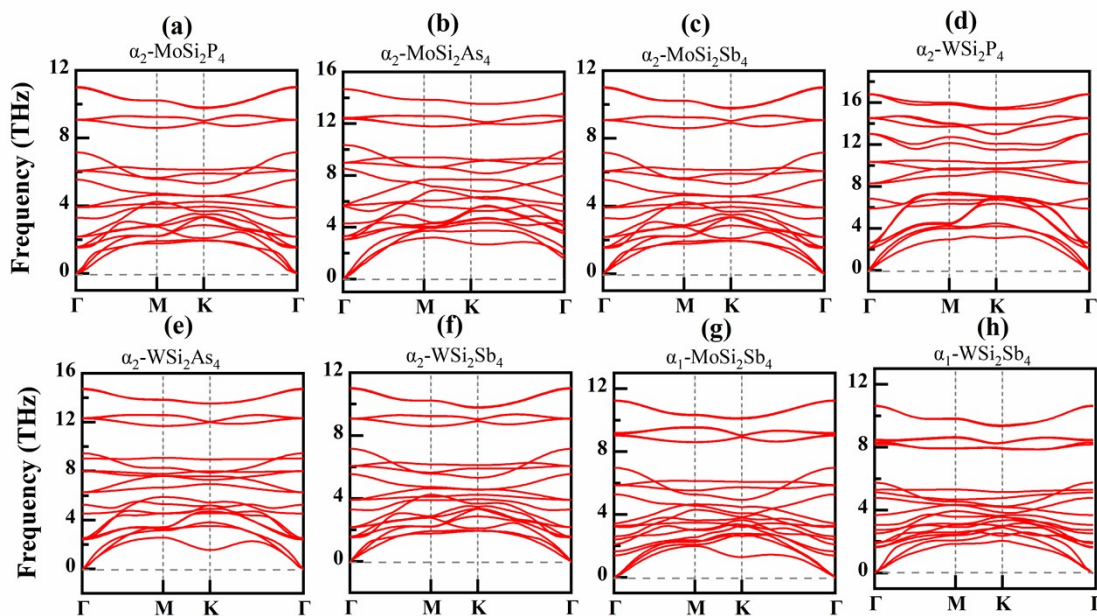 (a) (b) (c) (d)
α₂-MoSi₂P₄ α₂-MoSi₂As₄ α₂-MoSi₂Sb₄ α₂-WSi₂P₄
Frequency (THz)
12
8
4
0
Γ M K Γ
16
12
8
4
0
Γ M K Γ
12
8
4
0
Γ M K Γ
16
12
8
4
0
Γ M K Γ
(e) (f) (g) (h)
α₂-WSi₂As₄ α₂-WSi₂Sb₄ α₁-MoSi₂Sb₄ α₁-WSi₂Sb₄
Frequency (THz)
16
12
8
4
0
Γ M K Γ
12
8
4
0
Γ M K Γ
12
8
4
0
Γ M K Γ
12
8
4
0
Γ M K Γ